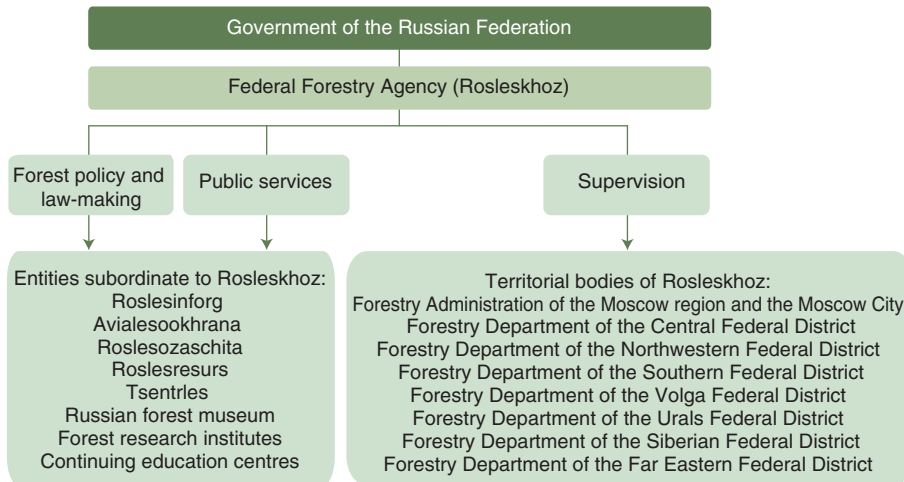 Government of the Russian Federation
Federal Forestry Agency (Rosleskhoz)
Forest policy and
law-making
Public services
Supervision
Entities subordinate to Rosleskhoz:
Roslesinforg
Avialesookhrana
Roslesozaschita
Roslesresurs
Tsentrles
Russian forest museum
Forest research institutes
Continuing education centres
Territorial bodies of Rosleskhoz:
Forestry Administration of the Moscow region and the Moscow City
Forestry Department of the Central Federal District
Forestry Department of the Northwestern Federal District
Forestry Department of the Southern Federal District
Forestry Department of the Volga Federal District
Forestry Department of the Urals Federal District
Forestry Department of the Siberian Federal District
Forestry Department of the Far Eastern Federal District